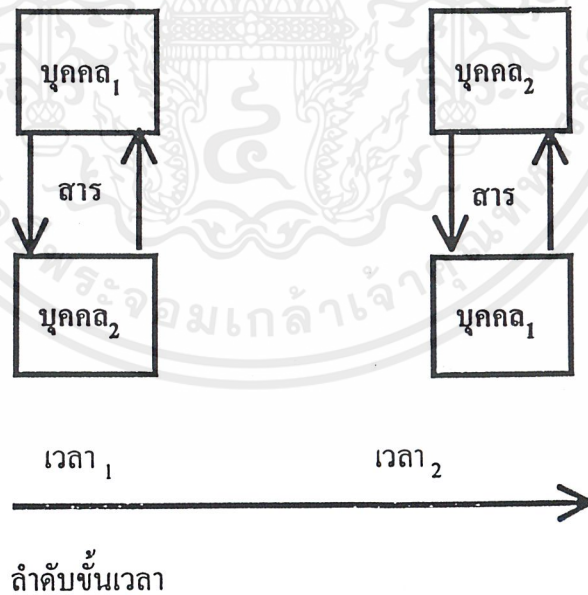 บุคคล₁ บุคคล₂
สาร สาร
บุคคล₂ บุคคล₁
เวลา₁ เวลา₂
ลำดับขั้นเวลา